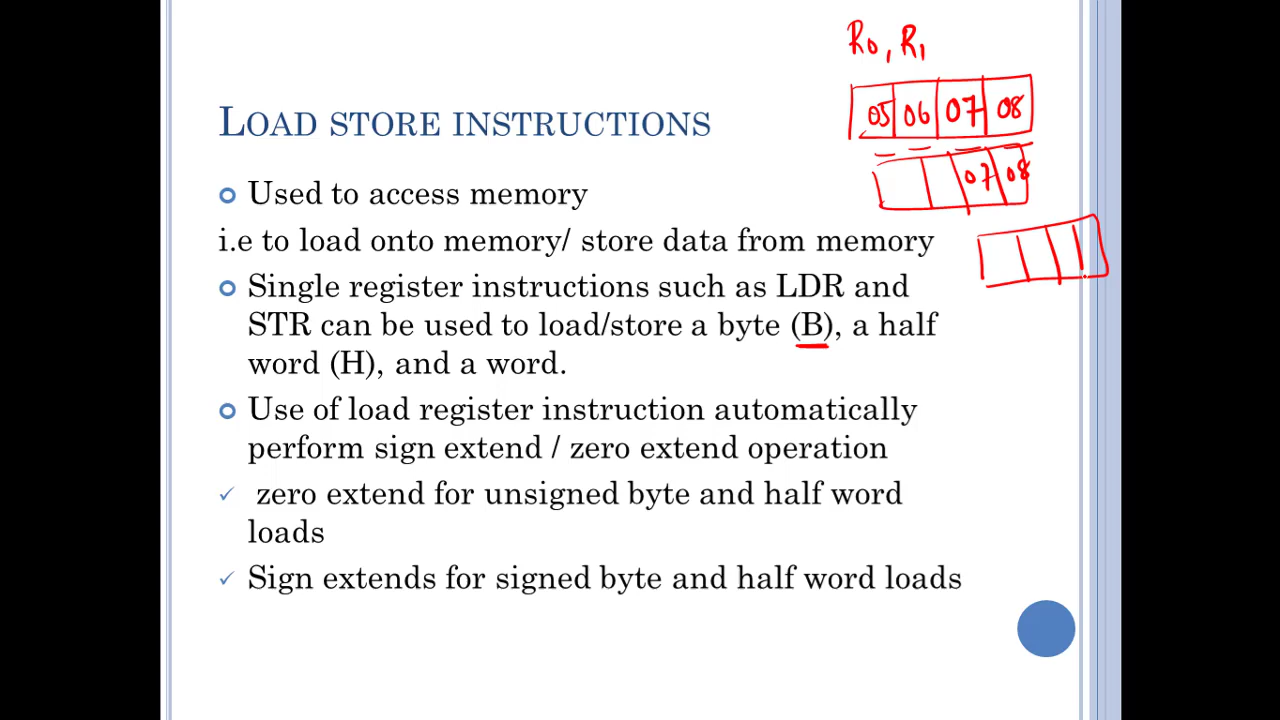 R0, R1
05 06 07 08
07 08
LOAD STORE INSTRUCTIONS
Used to access memory
i.e to load onto memory/ store data from memory
Single register instructions such as LDR and
STR can be used to load/store a byte (B), a half
word (H), and a word.
Use of load register instruction automatically
perform sign extend / zero extend operation
zero extend for unsigned byte and half word
loads
Sign extends for signed byte and half word loads